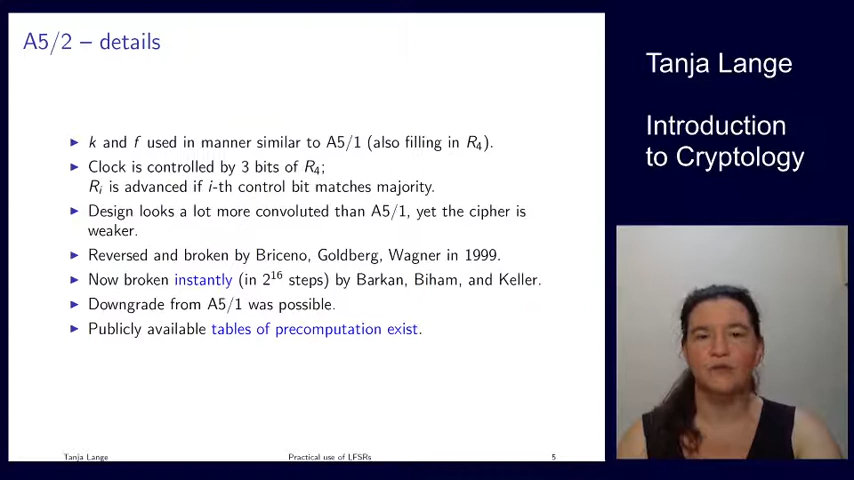 A5/2 – details
▶ k and f used in manner similar to A5/1 (also filling in R₄).
▶ Clock is controlled by 3 bits of R₄;
Rᵢ is advanced if i-th control bit matches majority.
▶ Design looks a lot more convoluted than A5/1, yet the cipher is
weaker.
▶ Reversed and broken by Briceno, Goldberg, Wagner in 1999.
▶ Now broken instantly (in 2¹⁶ steps) by Barkan, Biham, and Keller.
▶ Downgrade from A5/1 was possible.
▶ Publicly available tables of precomputation exist.
Tanja Lange
Practical use of LFSRs
5
Tanja Lange
Introduction
to Cryptology